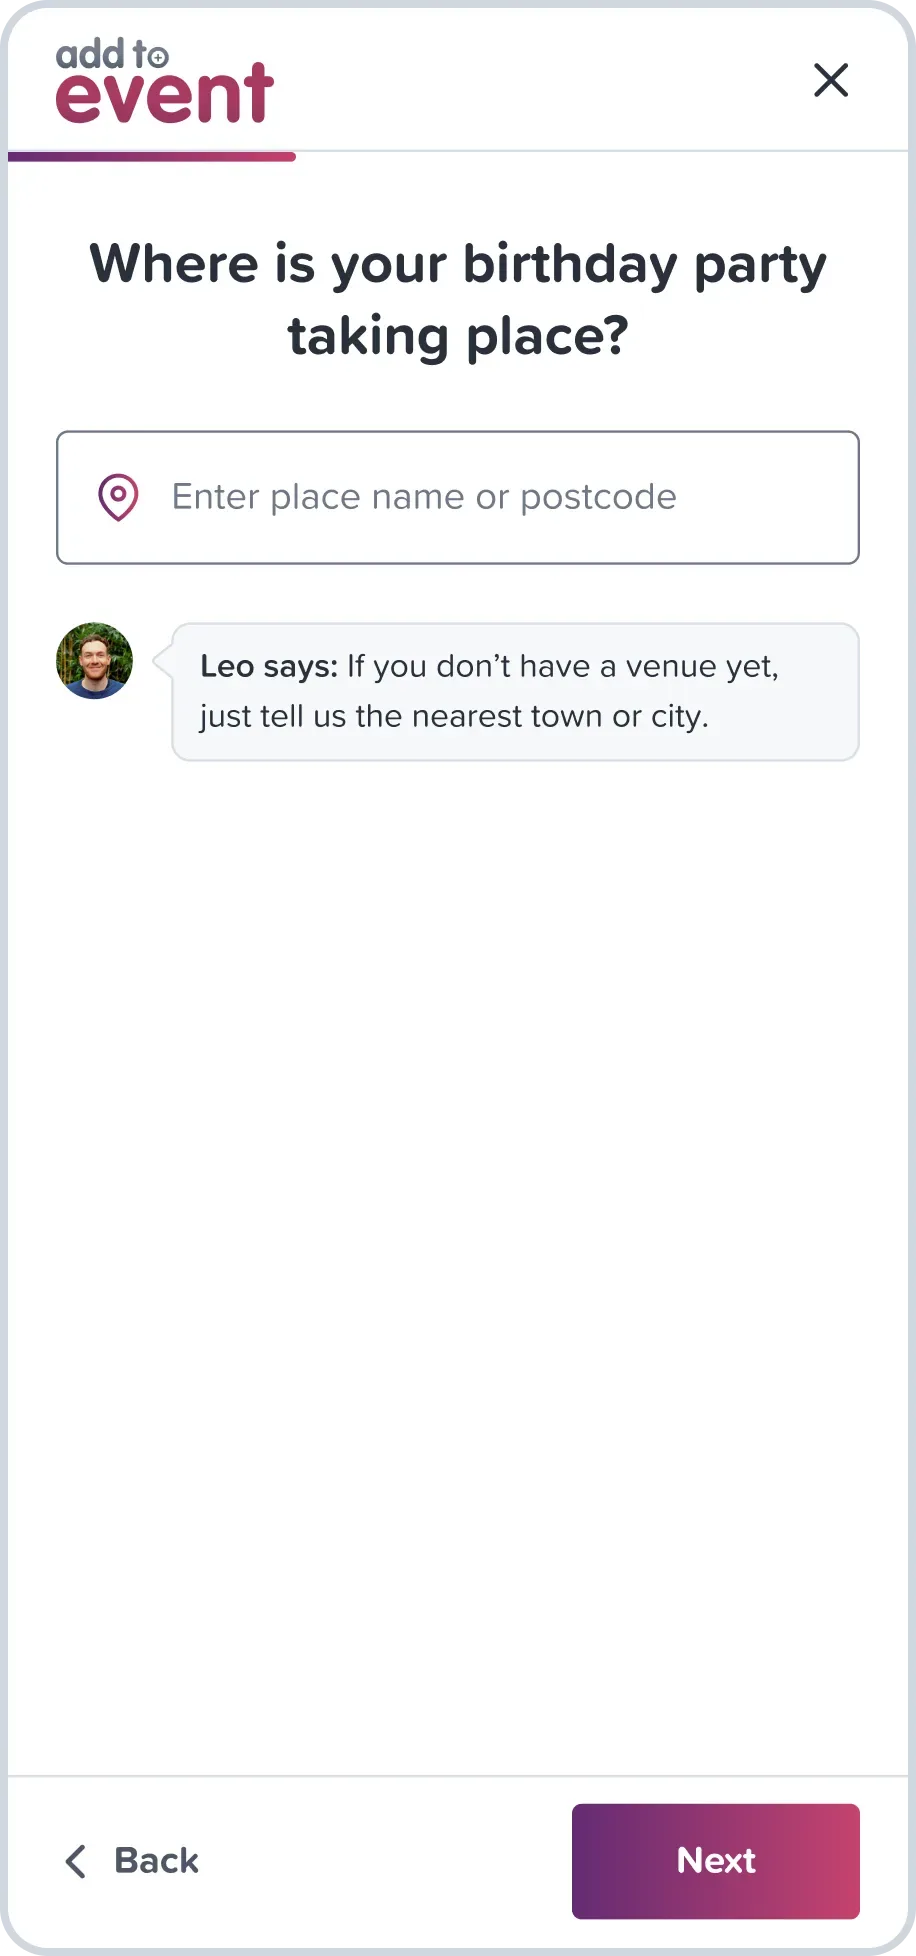 add to
event
Where is your birthday party
taking place?
Enter place name or postcode
Leo says: If you don’t have a venue yet,
just tell us the nearest town or city.
Back
Next